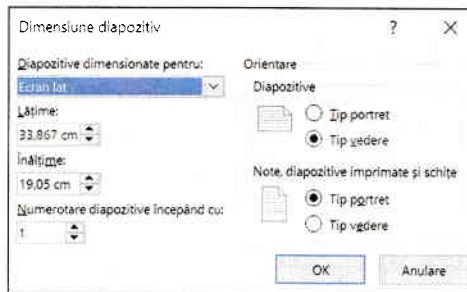 Dimensiune diapozitiv ? ×
Diapozitive dimensionate pentru:
Ecran lat
Lățime:
33,867 cm
Înălțime:
19,05 cm
Numerotare diapozitive începând cu:
1
Orientare
Diapozitive
Tip portret
Tip vedere
Note, diapozitive imprimate și schițe
Tip portret
Tip vedere
OK Anulare